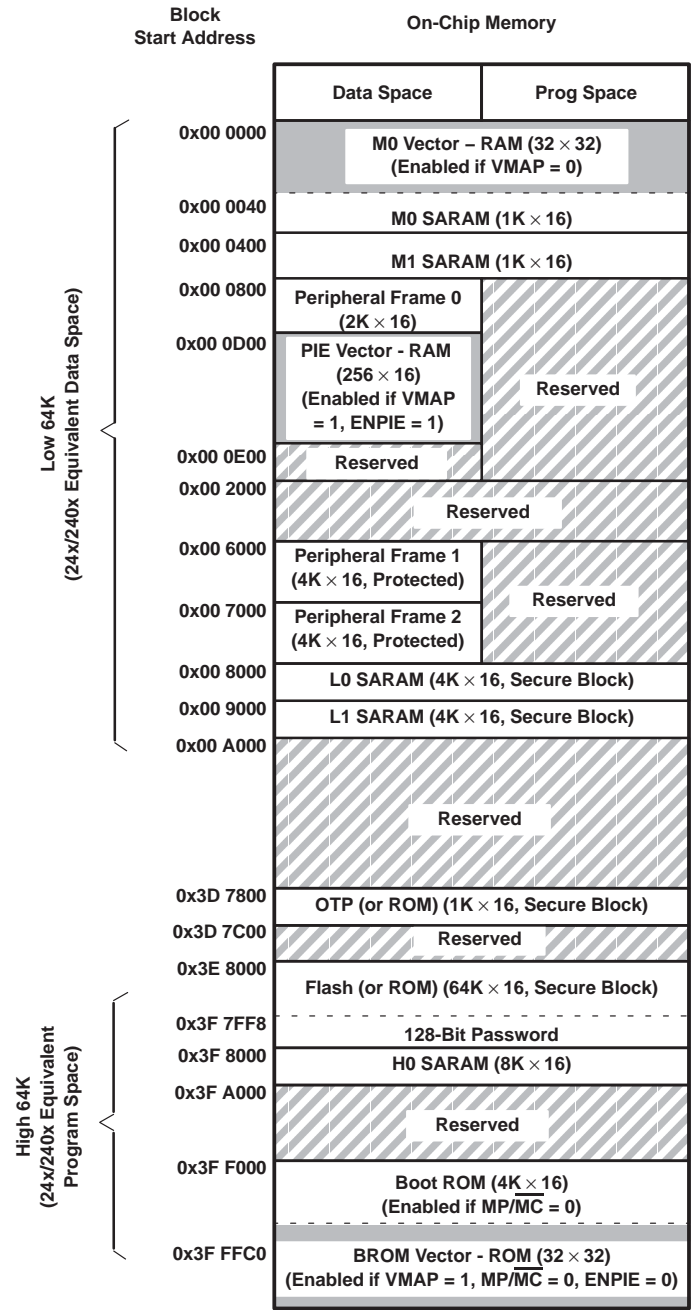 Block
Start Address
On-Chip Memory
Data Space
Prog Space
0x00 0000
M0 Vector – RAM (32 × 32)
(Enabled if VMAP = 0)
0x00 0040
M0 SARAM (1K × 16)
0x00 0400
M1 SARAM (1K × 16)
0x00 0800
Peripheral Frame 0
(2K × 16)
0x00 0D00
PIE Vector - RAM
(256 × 16)
(Enabled if VMAP
= 1, ENPIE = 1)
Reserved
0x00 0E00
Reserved
0x00 2000
Reserved
0x00 6000
Peripheral Frame 1
(4K × 16, Protected)
0x00 7000
Peripheral Frame 2
(4K × 16, Protected)
Reserved
0x00 8000
L0 SARAM (4K × 16, Secure Block)
0x00 9000
L1 SARAM (4K × 16, Secure Block)
0x00 A000
Low 64K
(24x/240x Equivalent Data Space)
Reserved
0x3D 7800
OTP (or ROM) (1K × 16, Secure Block)
0x3D 7C00
Reserved
0x3E 8000
Flash (or ROM) (64K × 16, Secure Block)
0x3F 7FF8
128-Bit Password
0x3F 8000
H0 SARAM (8K × 16)
0x3F A000
Reserved
0x3F F000
Boot ROM (4K × 16)
(Enabled if MP/M̅C̅ = 0)
0x3F FFC0
BROM Vector - ROM (32 × 32)
(Enabled if VMAP = 1, MP/M̅C̅ = 0, ENPIE = 0)
High 64K
(24x/240x Equivalent
Program Space)